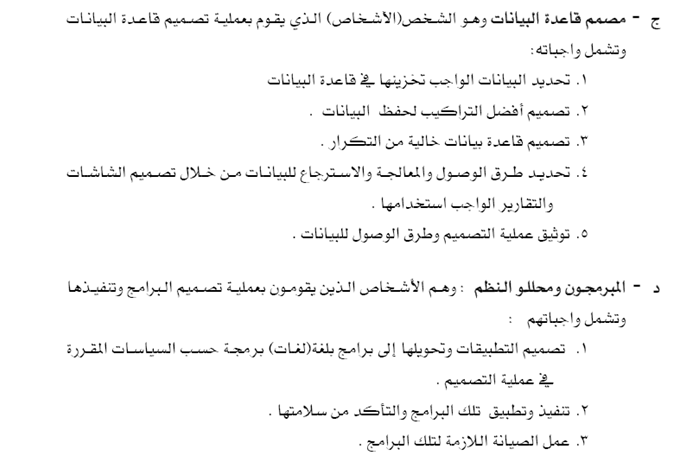 ج - مصمم قاعدة البيانات وهو الشخص(الأشخاص) الذي يقوم بعملية تصميم قاعدة البيانات
وتشمل واجباته:
١. تحديد البيانات الواجب تخزينها في قاعدة البيانات
٢. تصميم أفضل التراكيب لحفظ البيانات .
٣. تصميم قاعدة بيانات خالية من التكرار .
٤. تحديد طرق الوصول والمعالجة والاسترجاع للبيانات من خلال تصميم الشاشات
والتقارير الواجب استخدامها .
٥. توثيق عملية التصميم وطرق الوصول للبيانات .
د - المبرمجون ومحللو النظم : وهم الأشخاص الذين يقومون بعملية تصميم البرامج وتنفيذها
وتشمل واجباتهم :
١. تصميم التطبيقات وتحويلها إلى برامج بلغة(لغات) برمجة حسب السياسات المقررة
في عملية التصميم .
٢. تنفيذ وتطبيق تلك البرامج والتأكد من سلامتها .
٣. عمل الصيانة اللازمة لتلك البرامج .